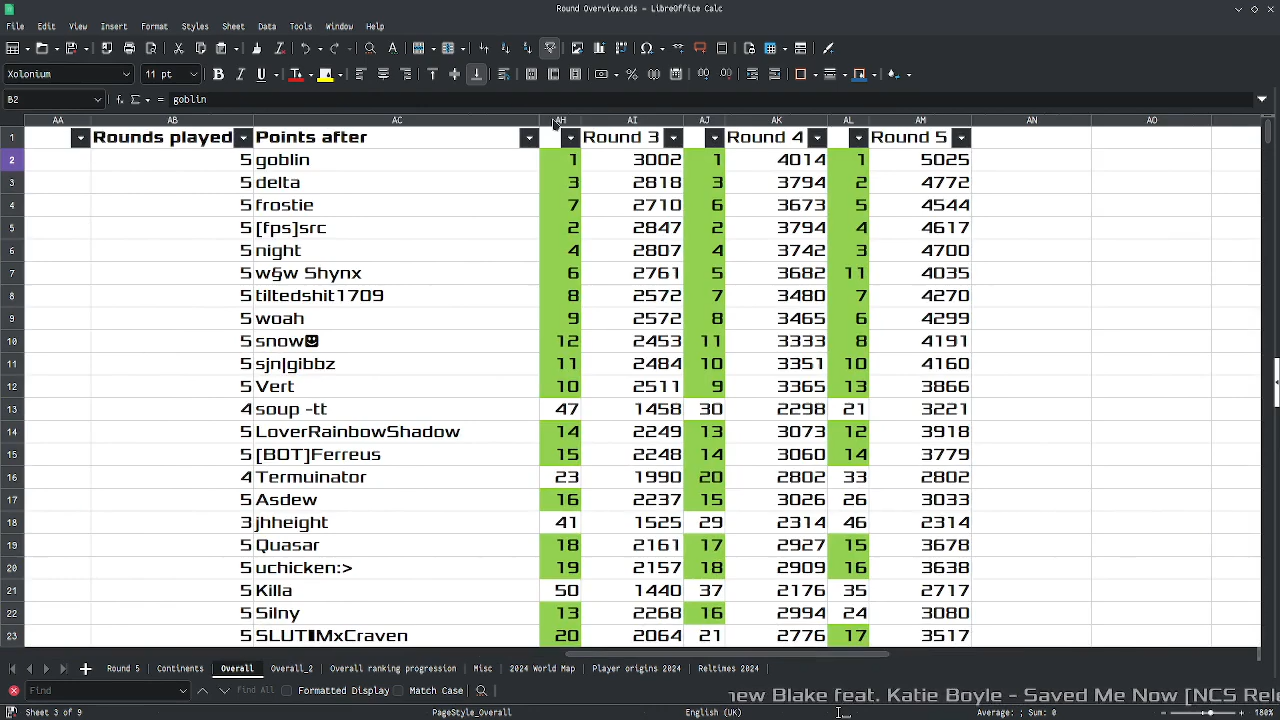 Round Overview.ods — LibreOffice Calc
File Edit View Insert Format Styles Sheet Data Tools Window Help
Xolonium 11 pt
B2 goblin
AA AB AC AH AI AJ AK AL AM AN AO
1 Rounds played Points after Round 3 Round 4 Round 5
2 5 goblin 1 3002 1 4014 1 5025
3 5 delta 3 2818 3 3794 2 4772
4 5 frostie 7 2710 6 3673 5 4544
5 5 [fps]src 2 2847 2 3794 4 4617
6 5 night 4 2807 4 3742 3 4700
7 5 w§w Shynx 6 2761 5 3682 11 4035
8 5 tiltedshit1709 8 2572 7 3480 7 4270
9 5 woah 9 2572 8 3465 6 4299
10 5 snow☻ 12 2453 11 3333 8 4191
11 5 sjn|gibbz 11 2484 10 3351 10 4160
12 5 Vert 10 2511 9 3365 13 3866
13 4 soup -tt 47 1458 30 2298 21 3221
14 5 LoverRainbowShadow 14 2249 13 3073 12 3918
15 5 [BOT]Ferreus 15 2248 14 3060 14 3779
16 4 Termuinator 23 1990 20 2802 33 2802
17 5 Asdew 16 2237 15 3026 26 3033
18 3 jhheight 41 1525 29 2314 46 2314
19 5 Quasar 18 2161 17 2927 15 3678
20 5 uchicken:> 19 2157 18 2909 16 3638
21 5 Killa 50 1440 37 2176 35 2717
22 5 Silny 13 2268 16 2994 24 3080
23 5 SLUT▮MxCraven 20 2064 21 2776 17 3517
Round 5 Continents Overall Overall_2 Overall ranking progression Misc 2024 World Map Player origins 2024 Reltimes 2024
Find Find All Formatted Display Match Case new Blake feat. Katie Boyle - Saved Me Now [NCS Rel
Sheet 3 of 9 PageStyle_Overall English (UK) Average: ; Sum: 0 180%